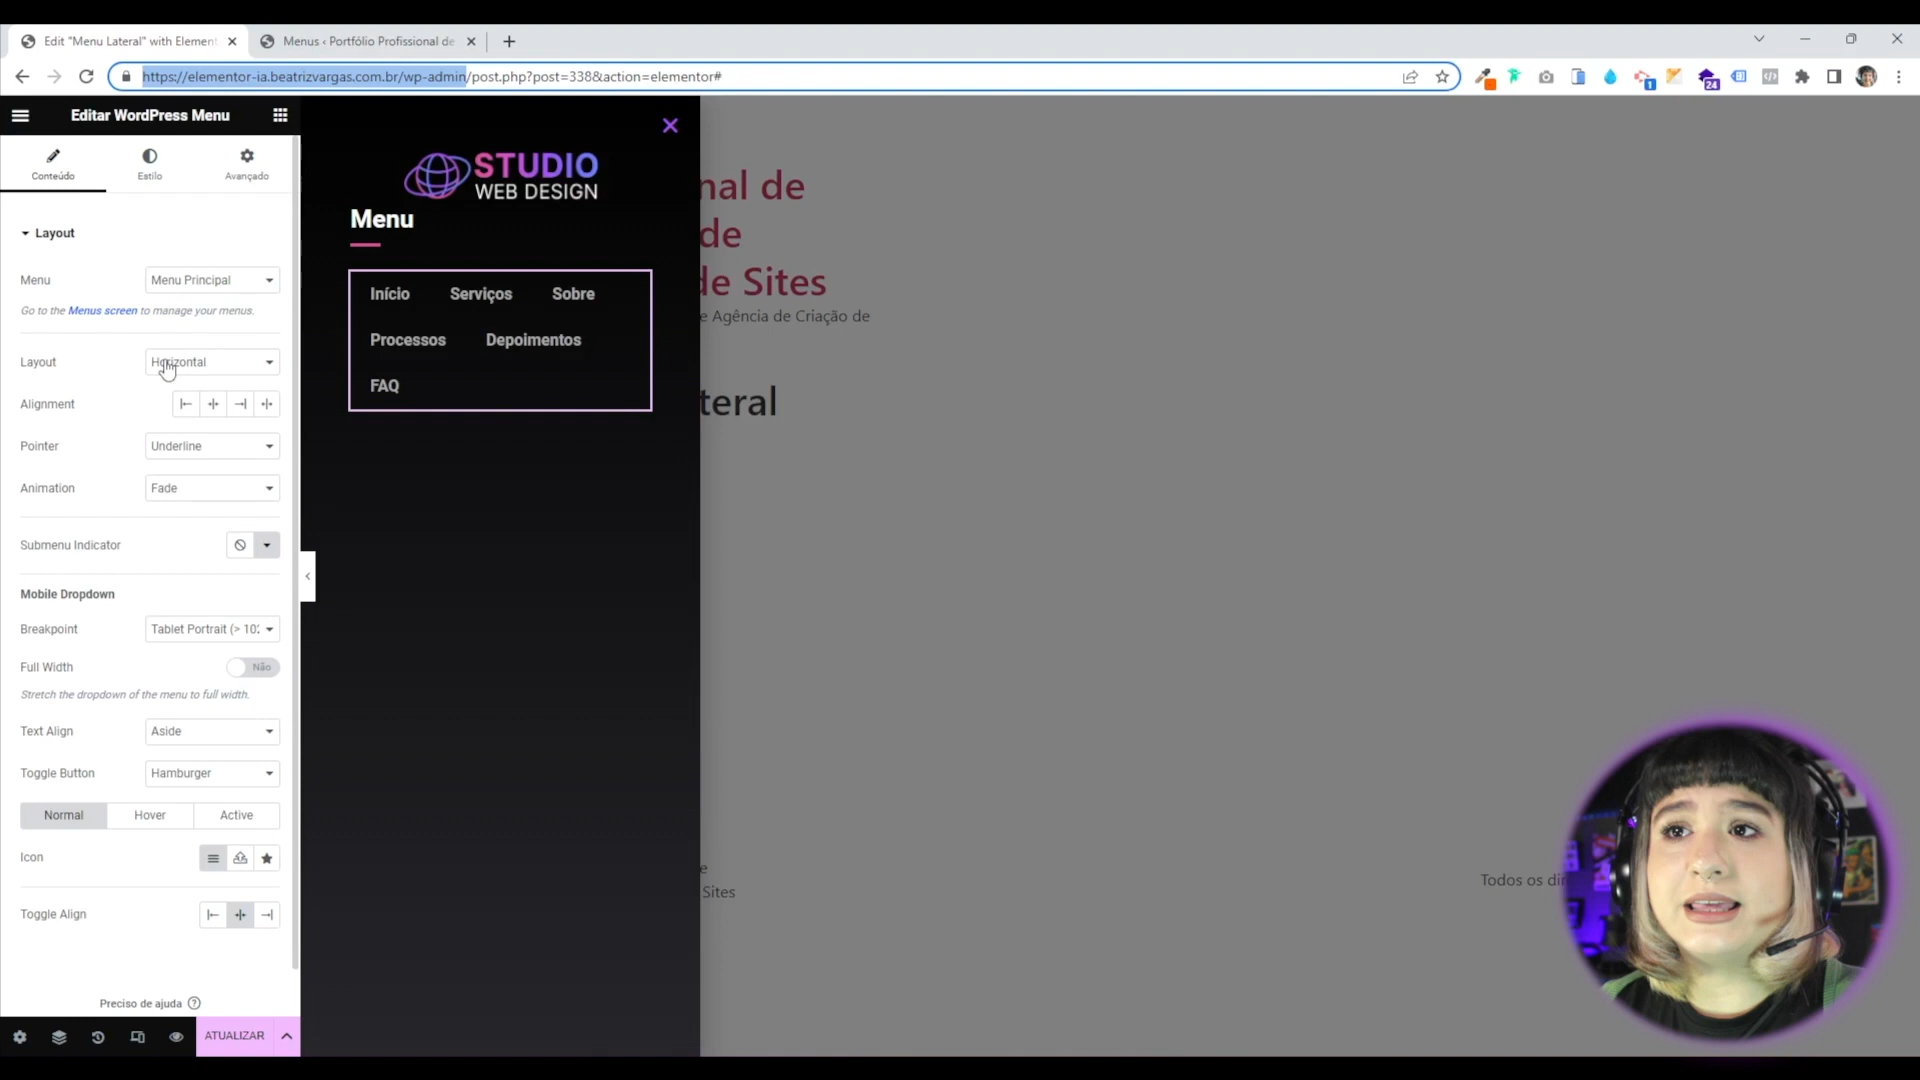 Edit "Menu Lateral" with Element
Menus ‹ Portfólio Profissional de
https://elementor-ia.beatrizvargas.com.br/wp-admin/post.php?post=338&action=elementor#
1
24
Editar WordPress Menu
Conteúdo
Estilo
Avançado
Layout
Menu
Menu Principal
Go to the Menus screen to manage your menus.
Layout
Horizontal
Alignment
Pointer
Underline
Animation
Fade
Submenu Indicator
Mobile Dropdown
Breakpoint
Tablet Portrait (> 102
Full Width
Não
Stretch the dropdown of the menu to full width.
Text Align
Aside
Toggle Button
Hamburger
Normal
Hover
Active
Icon
Toggle Align
Preciso de ajuda
ATUALIZAR
STUDIO
WEB DESIGN
Menu
Início
Serviços
Sobre
Processos
Depoimentos
FAQ
nal de
de
de Sites
e Agência de Criação de
teral
e
Sites
Todos os dir